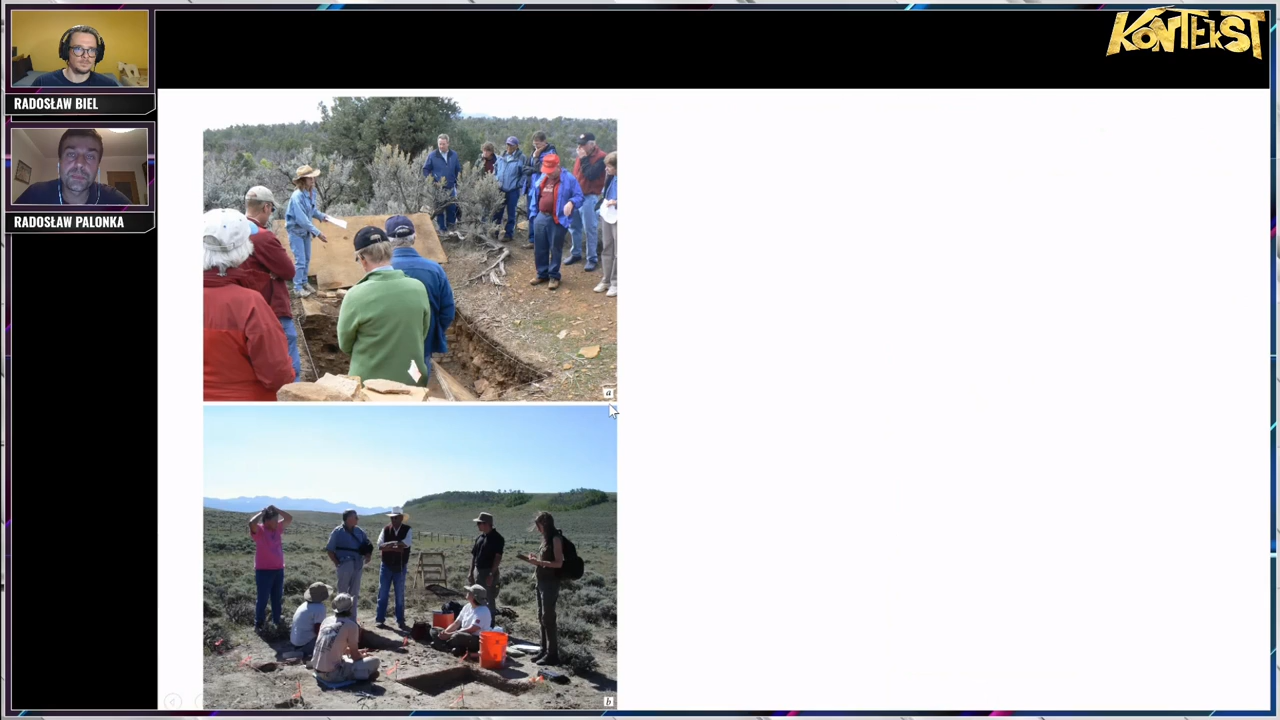 KONTEKST
RADOSŁAW BIEL
RADOSŁAW PALONKA
a
b